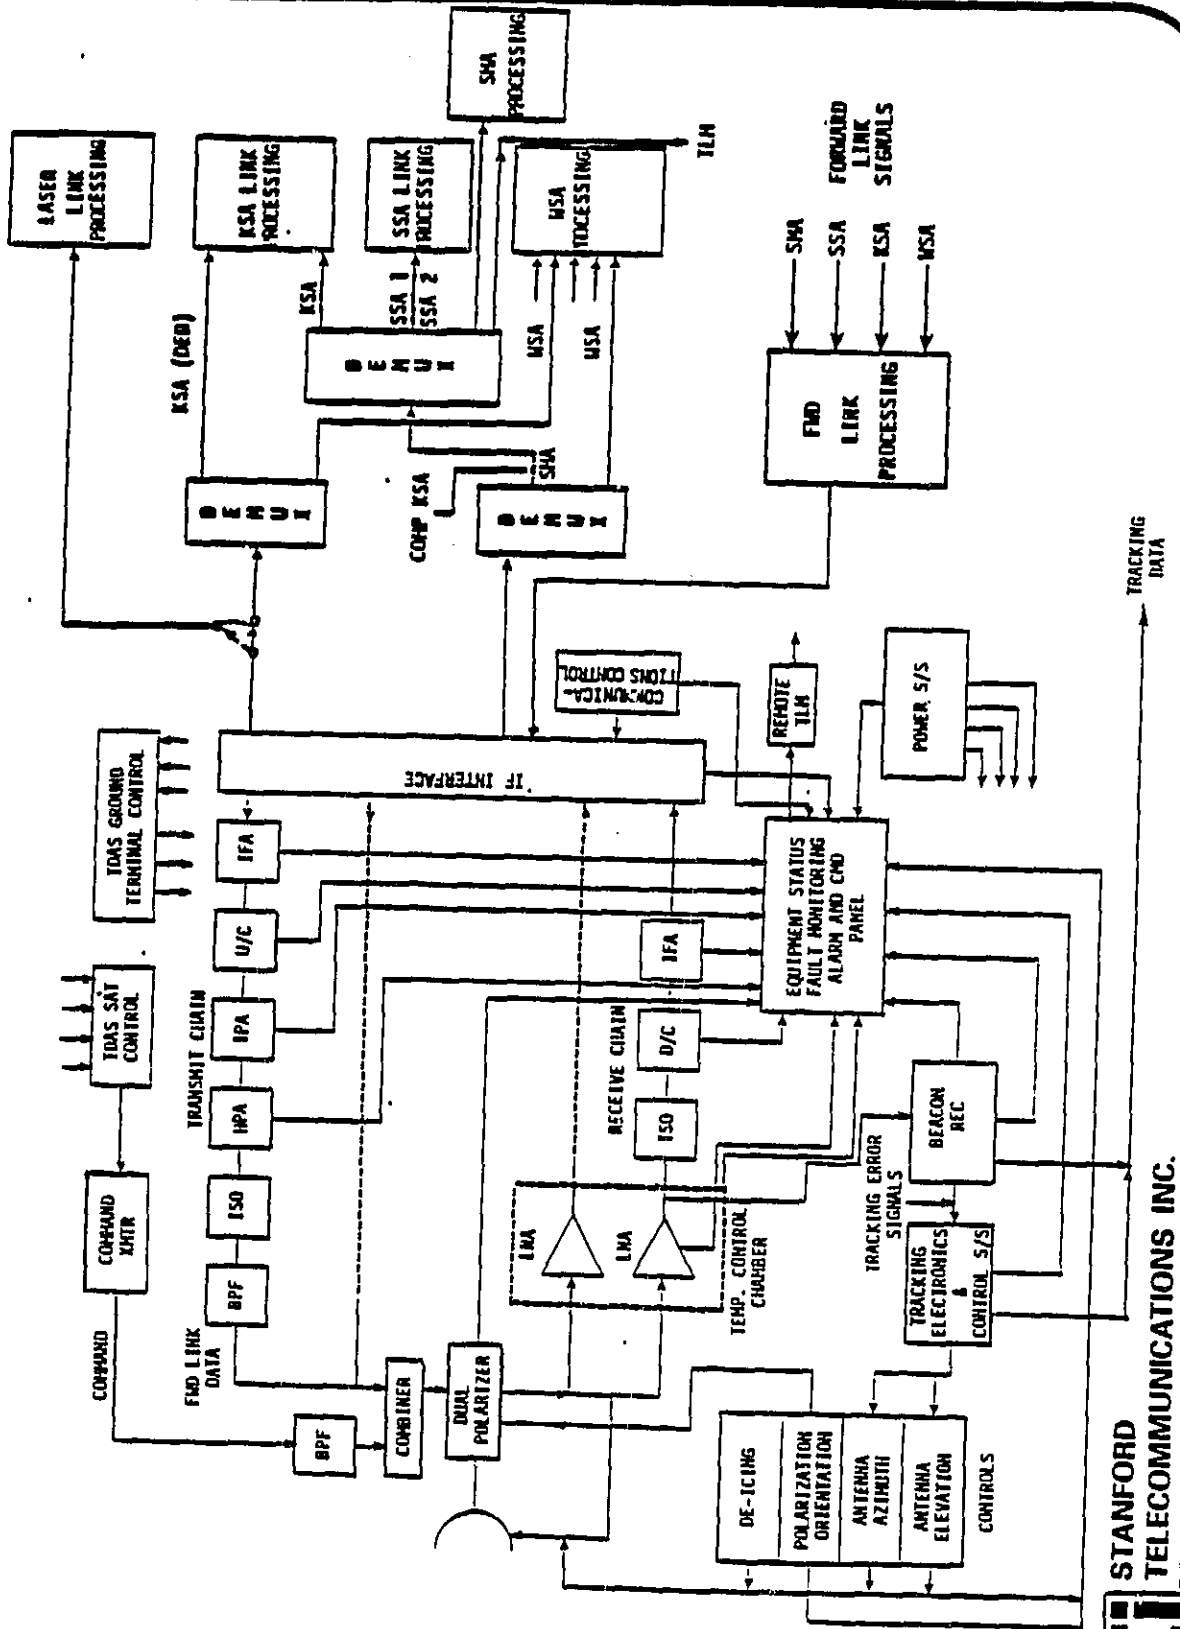 LASER
LINK
PROCESSING
KSA LINK
PROCESSING
SSA LINK
PROCESSING
SMA
PROCESSING
WSA
PROCESSING
TLM
KSA (DED)
KSA
SSA 1
SSA 2
WSA
WSA
DEMUX
DEMUX
DEMUX
COMP KSA
SMA
FORWARD
LINK
SIGNALS
SMA
SSA
KSA
WSA
FWD
LINK
PROCESSING
TRACKING
DATA
TDAS GROUND
TERMINAL CONTROL
IF INTERFACE
COMMUNICA-
TIONS CONTROL
REMOTE
TLM
POWER S/S
TDAS SAT
CONTROL
TRANSMIT CHAIN
IFA
U/C
IPA
HPA
ISO
BPF
FWD LINK
DATA
COMMAND
XMTR
COMMAND
BPF
COMBINER
DUAL
POLARIZER
RECEIVE CHAIN
IFA
D/C
ISO
LNA
LNA
TEMP. CONTROL
CHAMBER
EQUIPMENT STATUS
FAULT MONITORING
ALARM AND CMD
PANEL
BEACON
REC
TRACKING ERROR
SIGNALS
TRACKING
ELECTRONICS
&
CONTROL S/S
DE-ICING
POLARIZATION
ORIENTATION
ANTENNA
AZIMUTH
ANTENNA
ELEVATION
CONTROLS
STANFORD
TELECOMMUNICATIONS INC.